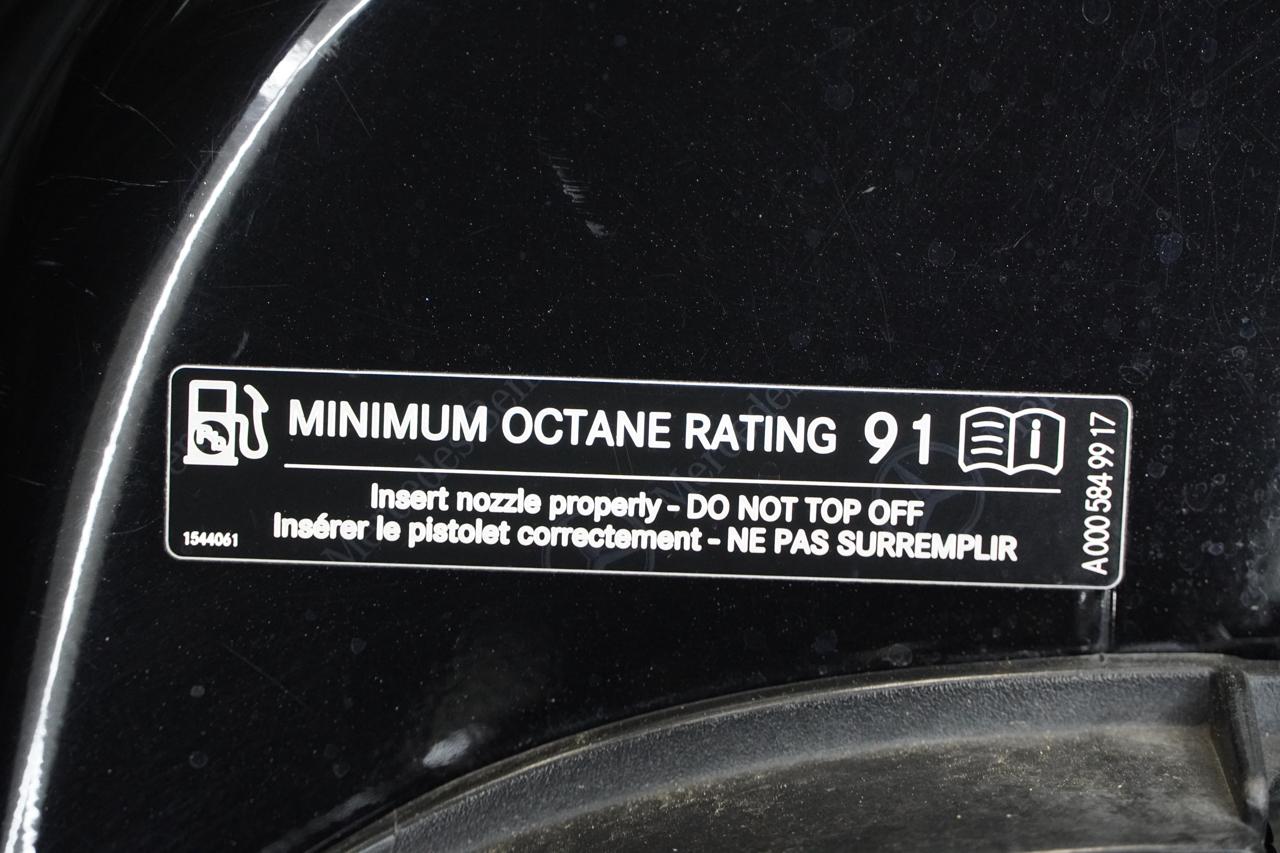 MINIMUM OCTANE RATING 91
Insert nozzle properly - DO NOT TOP OFF
Insérer le pistolet correctement - NE PAS SURREMPLIR
1544061
A000 584 99 17